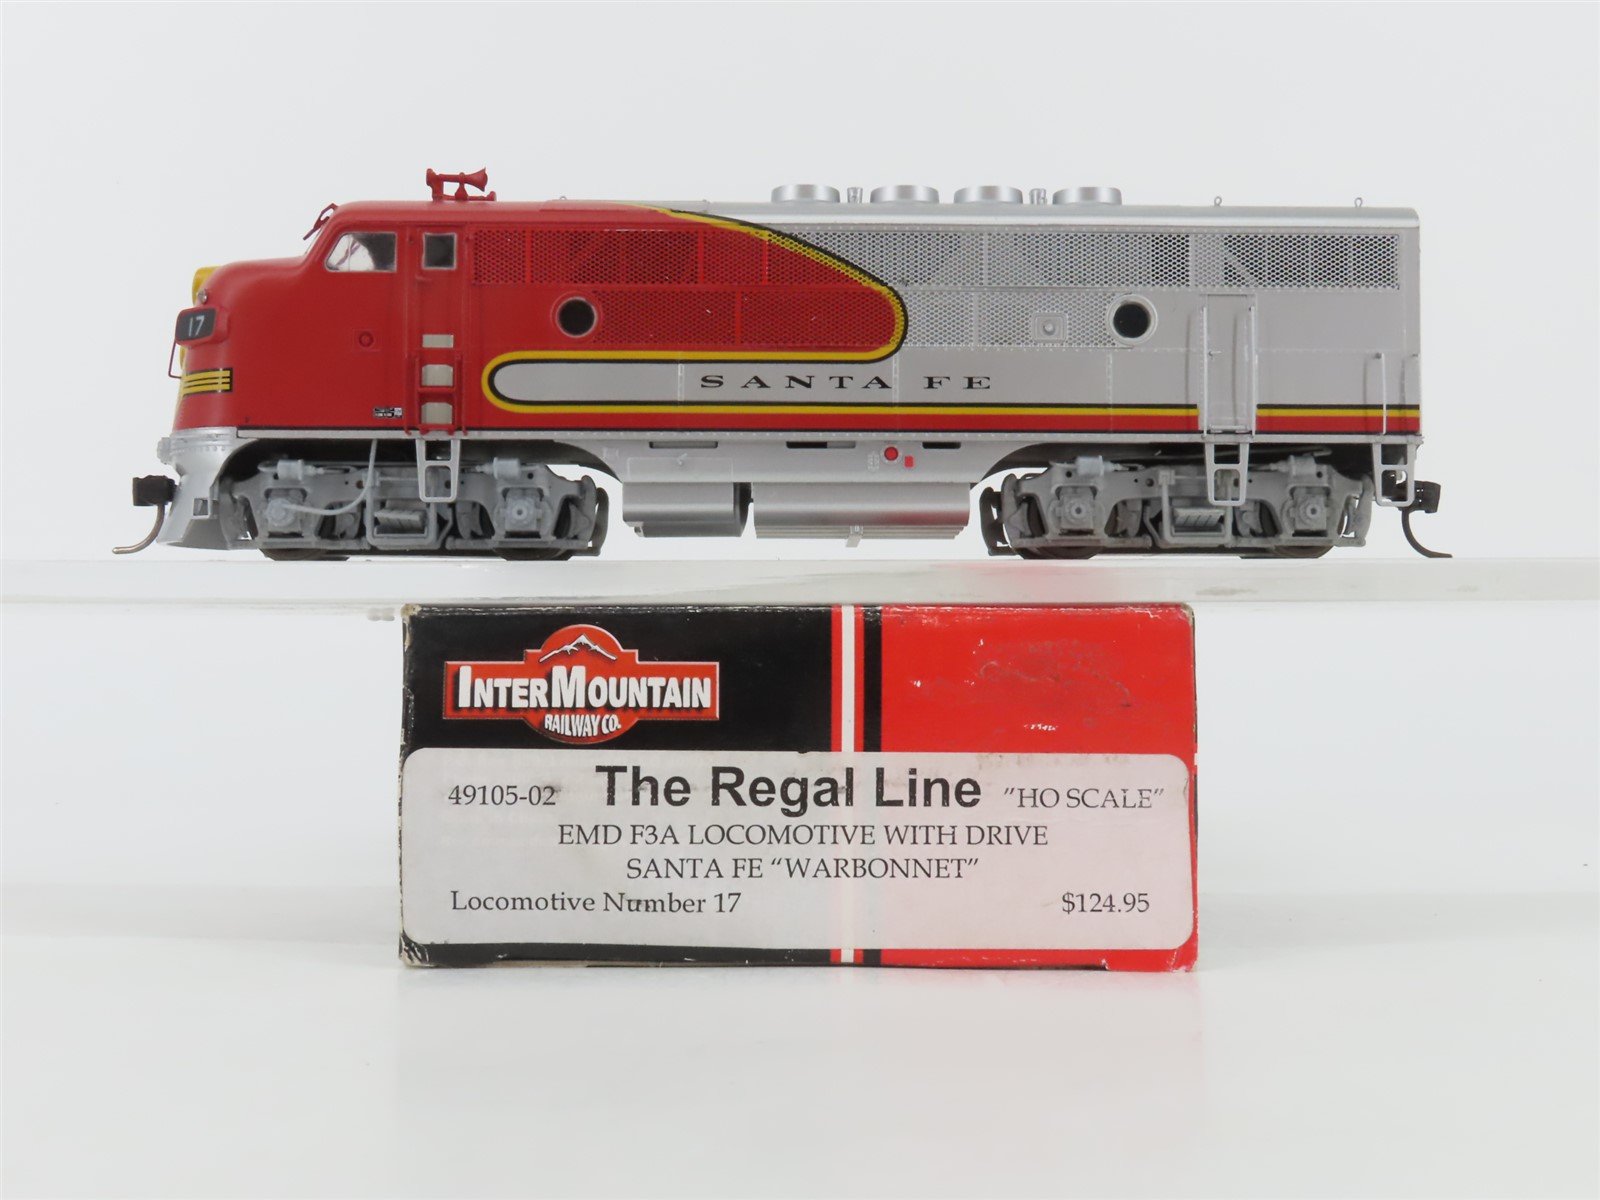 17
SANTA FE
INTERMOUNTAIN
RAILWAY CO.
49105-02 The Regal Line "HO SCALE"
EMD F3A LOCOMOTIVE WITH DRIVE
SANTA FE “WARBONNET”
Locomotive Number 17 $124.95